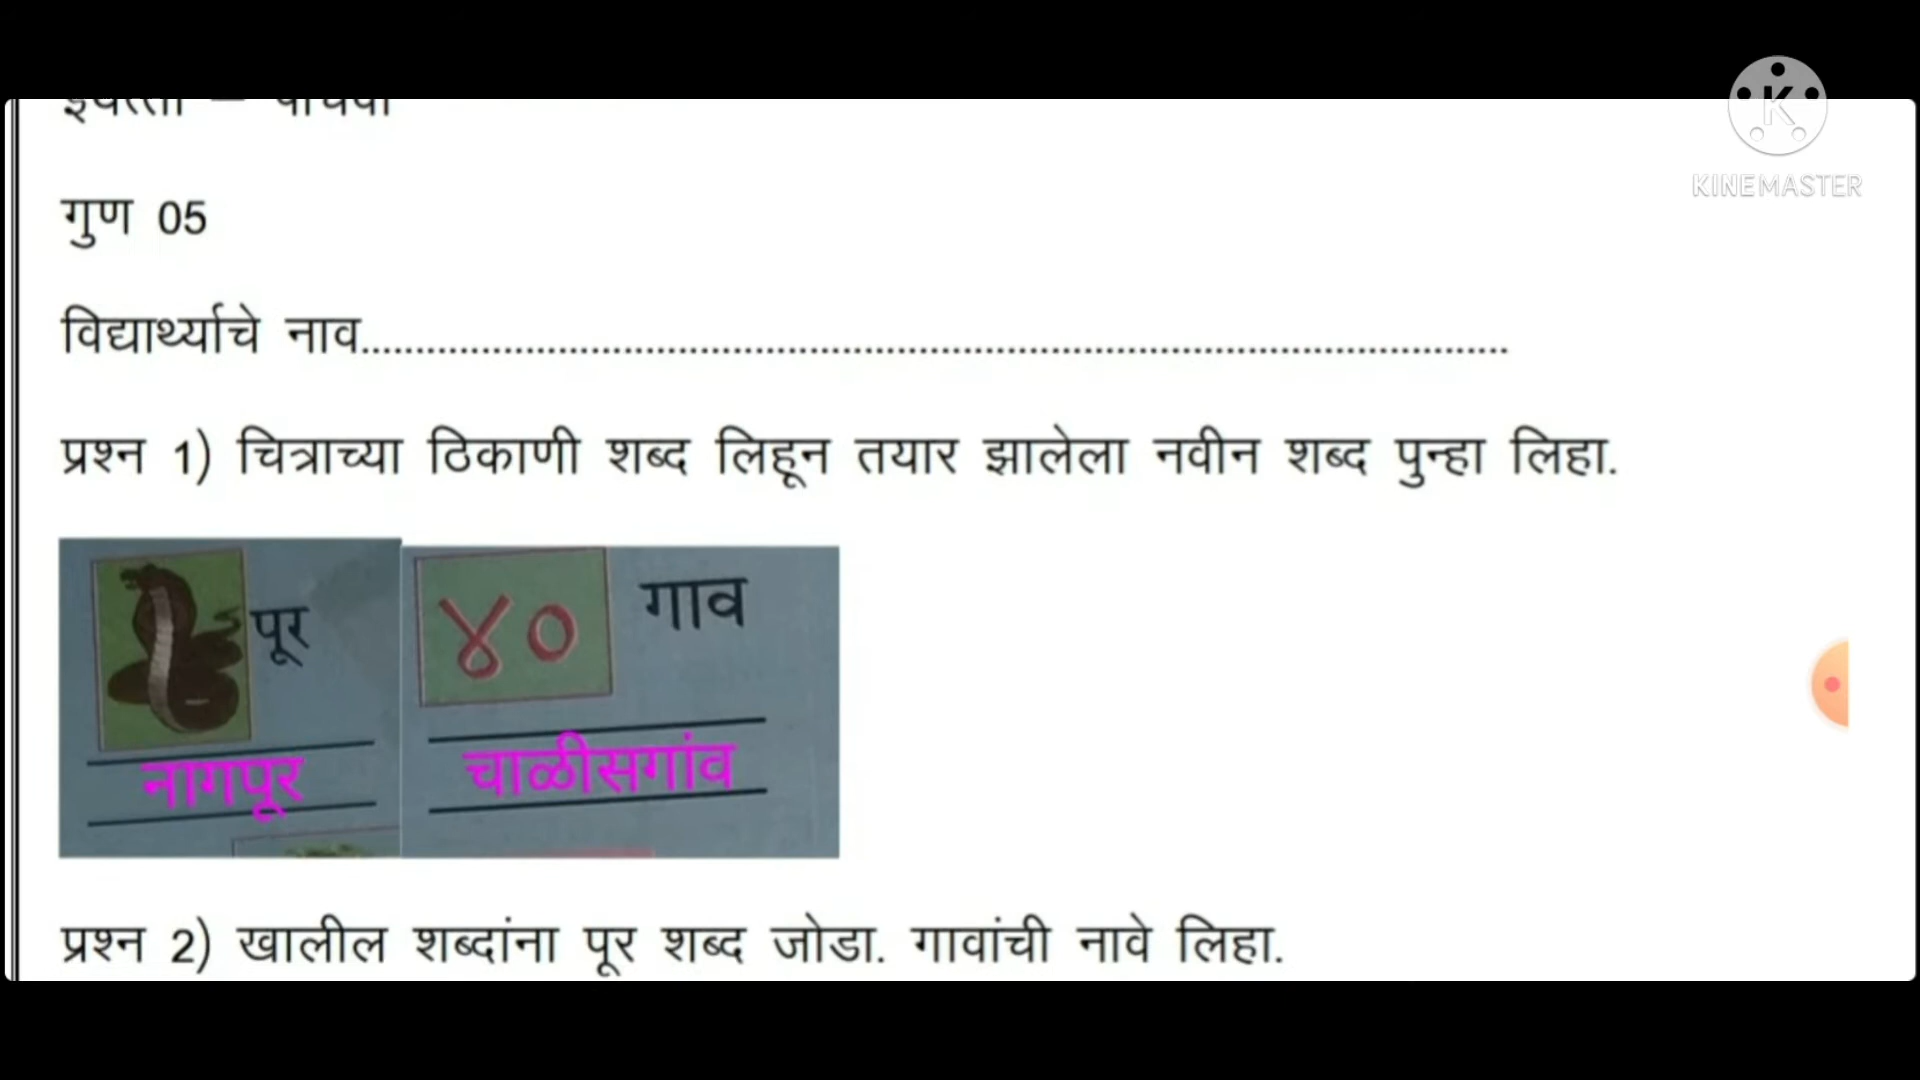 गुण 05
विद्यार्थ्याचे नाव....................................................................................................
प्रश्न 1) चित्राच्या ठिकाणी शब्द लिहून तयार झालेला नवीन शब्द पुन्हा लिहा.
पूर
४० गाव
नागपूर
चाळीसगांव
प्रश्न 2) खालील शब्दांना पूर शब्द जोडा. गावांची नावे लिहा.
K
KINEMASTER